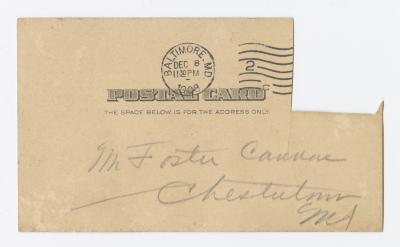 BALTIMORE, MD
DEC 8
11:30 PM
1908
2
C
POSTAL CARD
THE SPACE BELOW IS FOR THE ADDRESS ONLY.
Mr Foster
Chestertown
Md